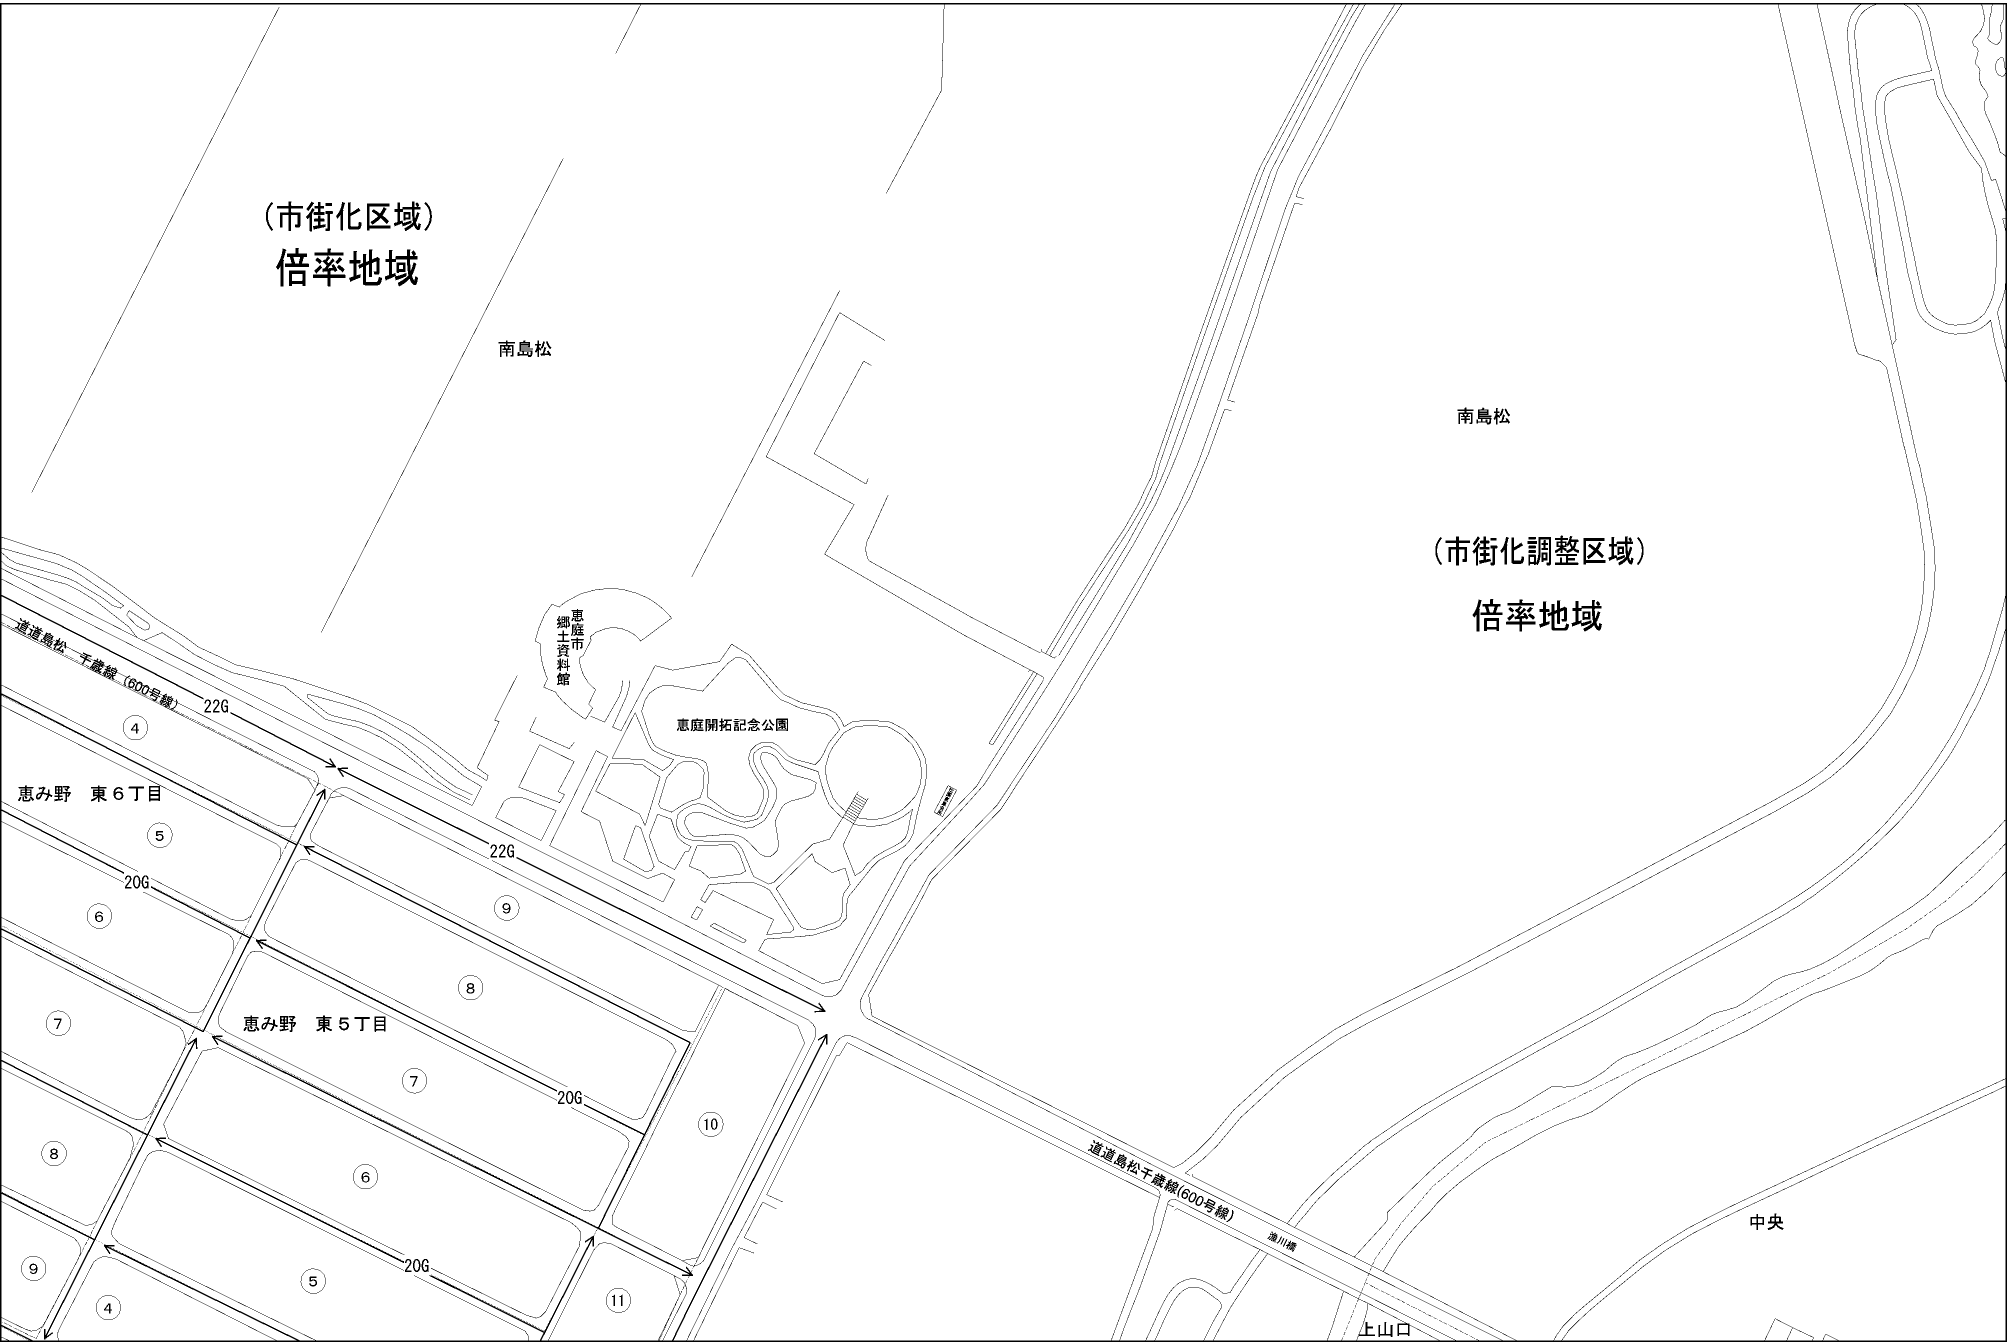 （市街化区域）
倍率地域
南島松
南島松
（市街化調整区域）
倍率地域
恵庭市
郷土資料館
道道島松　千歳線（600号線）
22G
④
恵庭開拓記念公園
恵み野　東６丁目
⑤
22G
20G
⑨
⑥
⑧
⑦
恵み野　東５丁目
⑦
20G
⑩
⑧
⑥
道道島松千歳線(600号線)
中央
漁川橋
⑨
20G
⑤
④
⑪
上山口